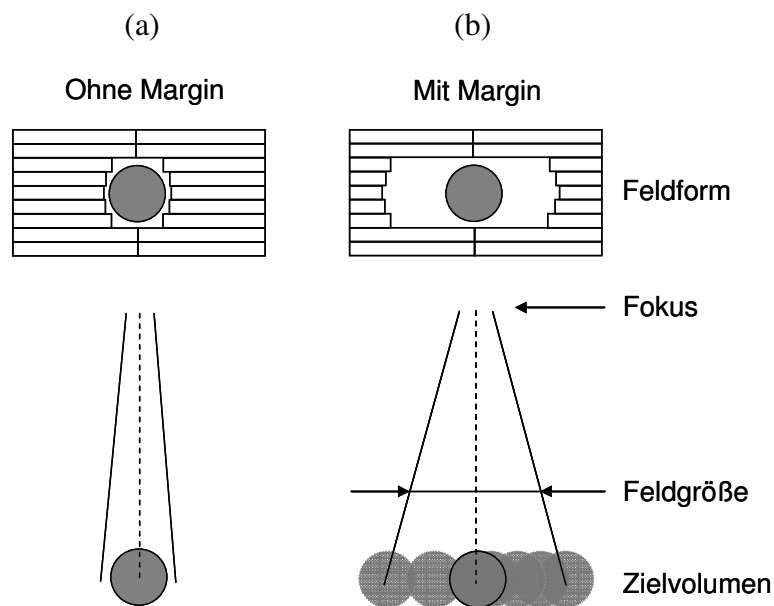 (a) (b)
Ohne Margin Mit Margin
Feldform
Fokus
Feldgröße
Zielvolumen